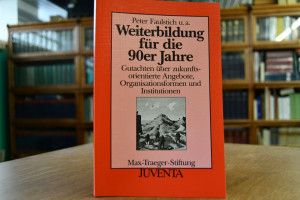 Peter Faulstich u.a.
Weiterbildung
für die
90er Jahre
Gutachten über zukunfts-
orientierte Angebote,
Organisationsformen und
Institutionen
Max-Traeger-Stiftung
JUVENTA